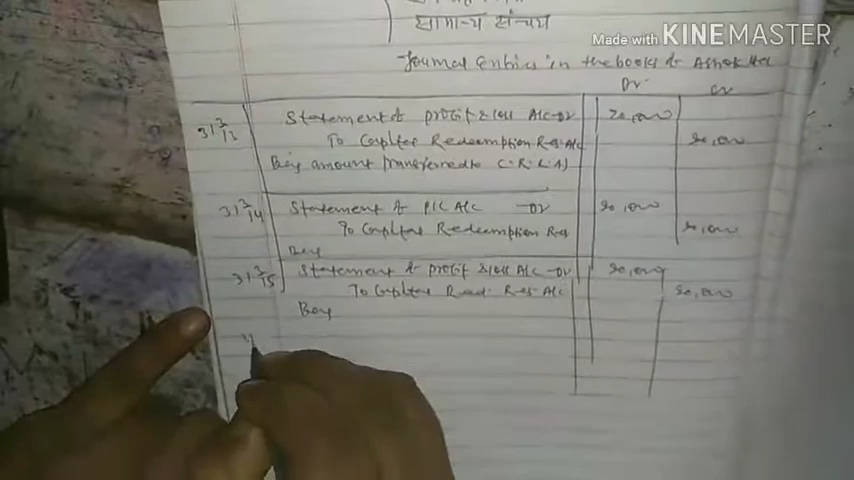 सामान्य संचय
Made with KINEMASTER
Journal Entries in the books of Ashok Ltd
Dr Cr
31/3/13 Statement of profit & loss A/C Dr 20,000
To Capital Redemption Res A/C 20,000
Being amount transferred to C.R.R.A)
31/3/14 Statement of P/L A/C Dr 20,000
To Capital Redemption Res 20,000
Being
31/3/15 Statement of profit & loss A/C Dr 20,000
To Capital Red. Res A/C 20,000
Being